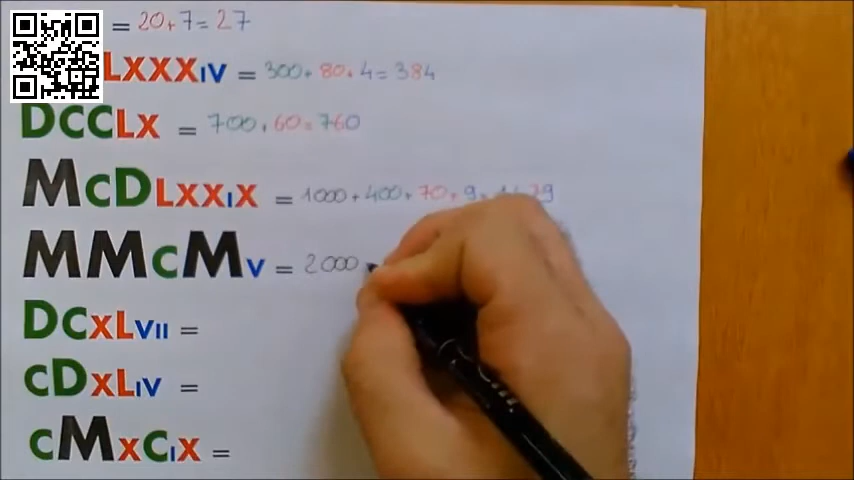 = 20+7=27
LXXXIV = 300+80+4=384
DCCLX = 700+60=760
MCDLXXIX = 1000+400+70+9=1479
MMCMV = 2000
DCXLVII =
CDXLIV =
CMXCIX =